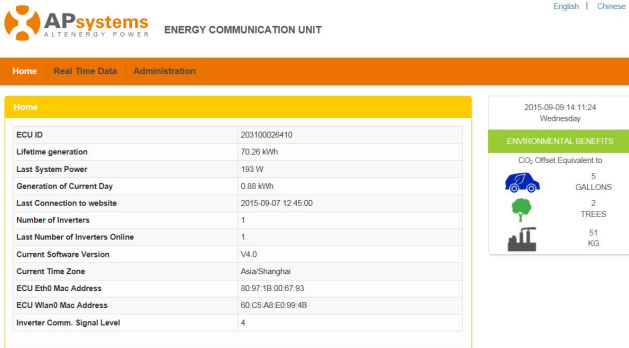 English | Chinese
APsystems
ALTENERGY POWER
ENERGY COMMUNICATION UNIT
Home Real Time Data Administration
Home
ECU ID 203100026410
Lifetime generation 70.26 kWh
Last System Power 193 W
Generation of Current Day 0.88 kWh
Last Connection to website 2015-09-07 12:45:00
Number of Inverters 1
Last Number of Inverters Online 1
Current Software Version V4.0
Current Time Zone Asia/Shanghai
ECU Eth0 Mac Address 80:97:1B:00:67:93
ECU Wlan0 Mac Address 60:C5:A8:E0:99:4B
Inverter Comm. Signal Level 4
2015-09-09 14:11:24
Wednesday
ENVIRONMENTAL BENEFITS
CO₂ Offset Equivalent to
5
GALLONS
2
TREES
51
KG